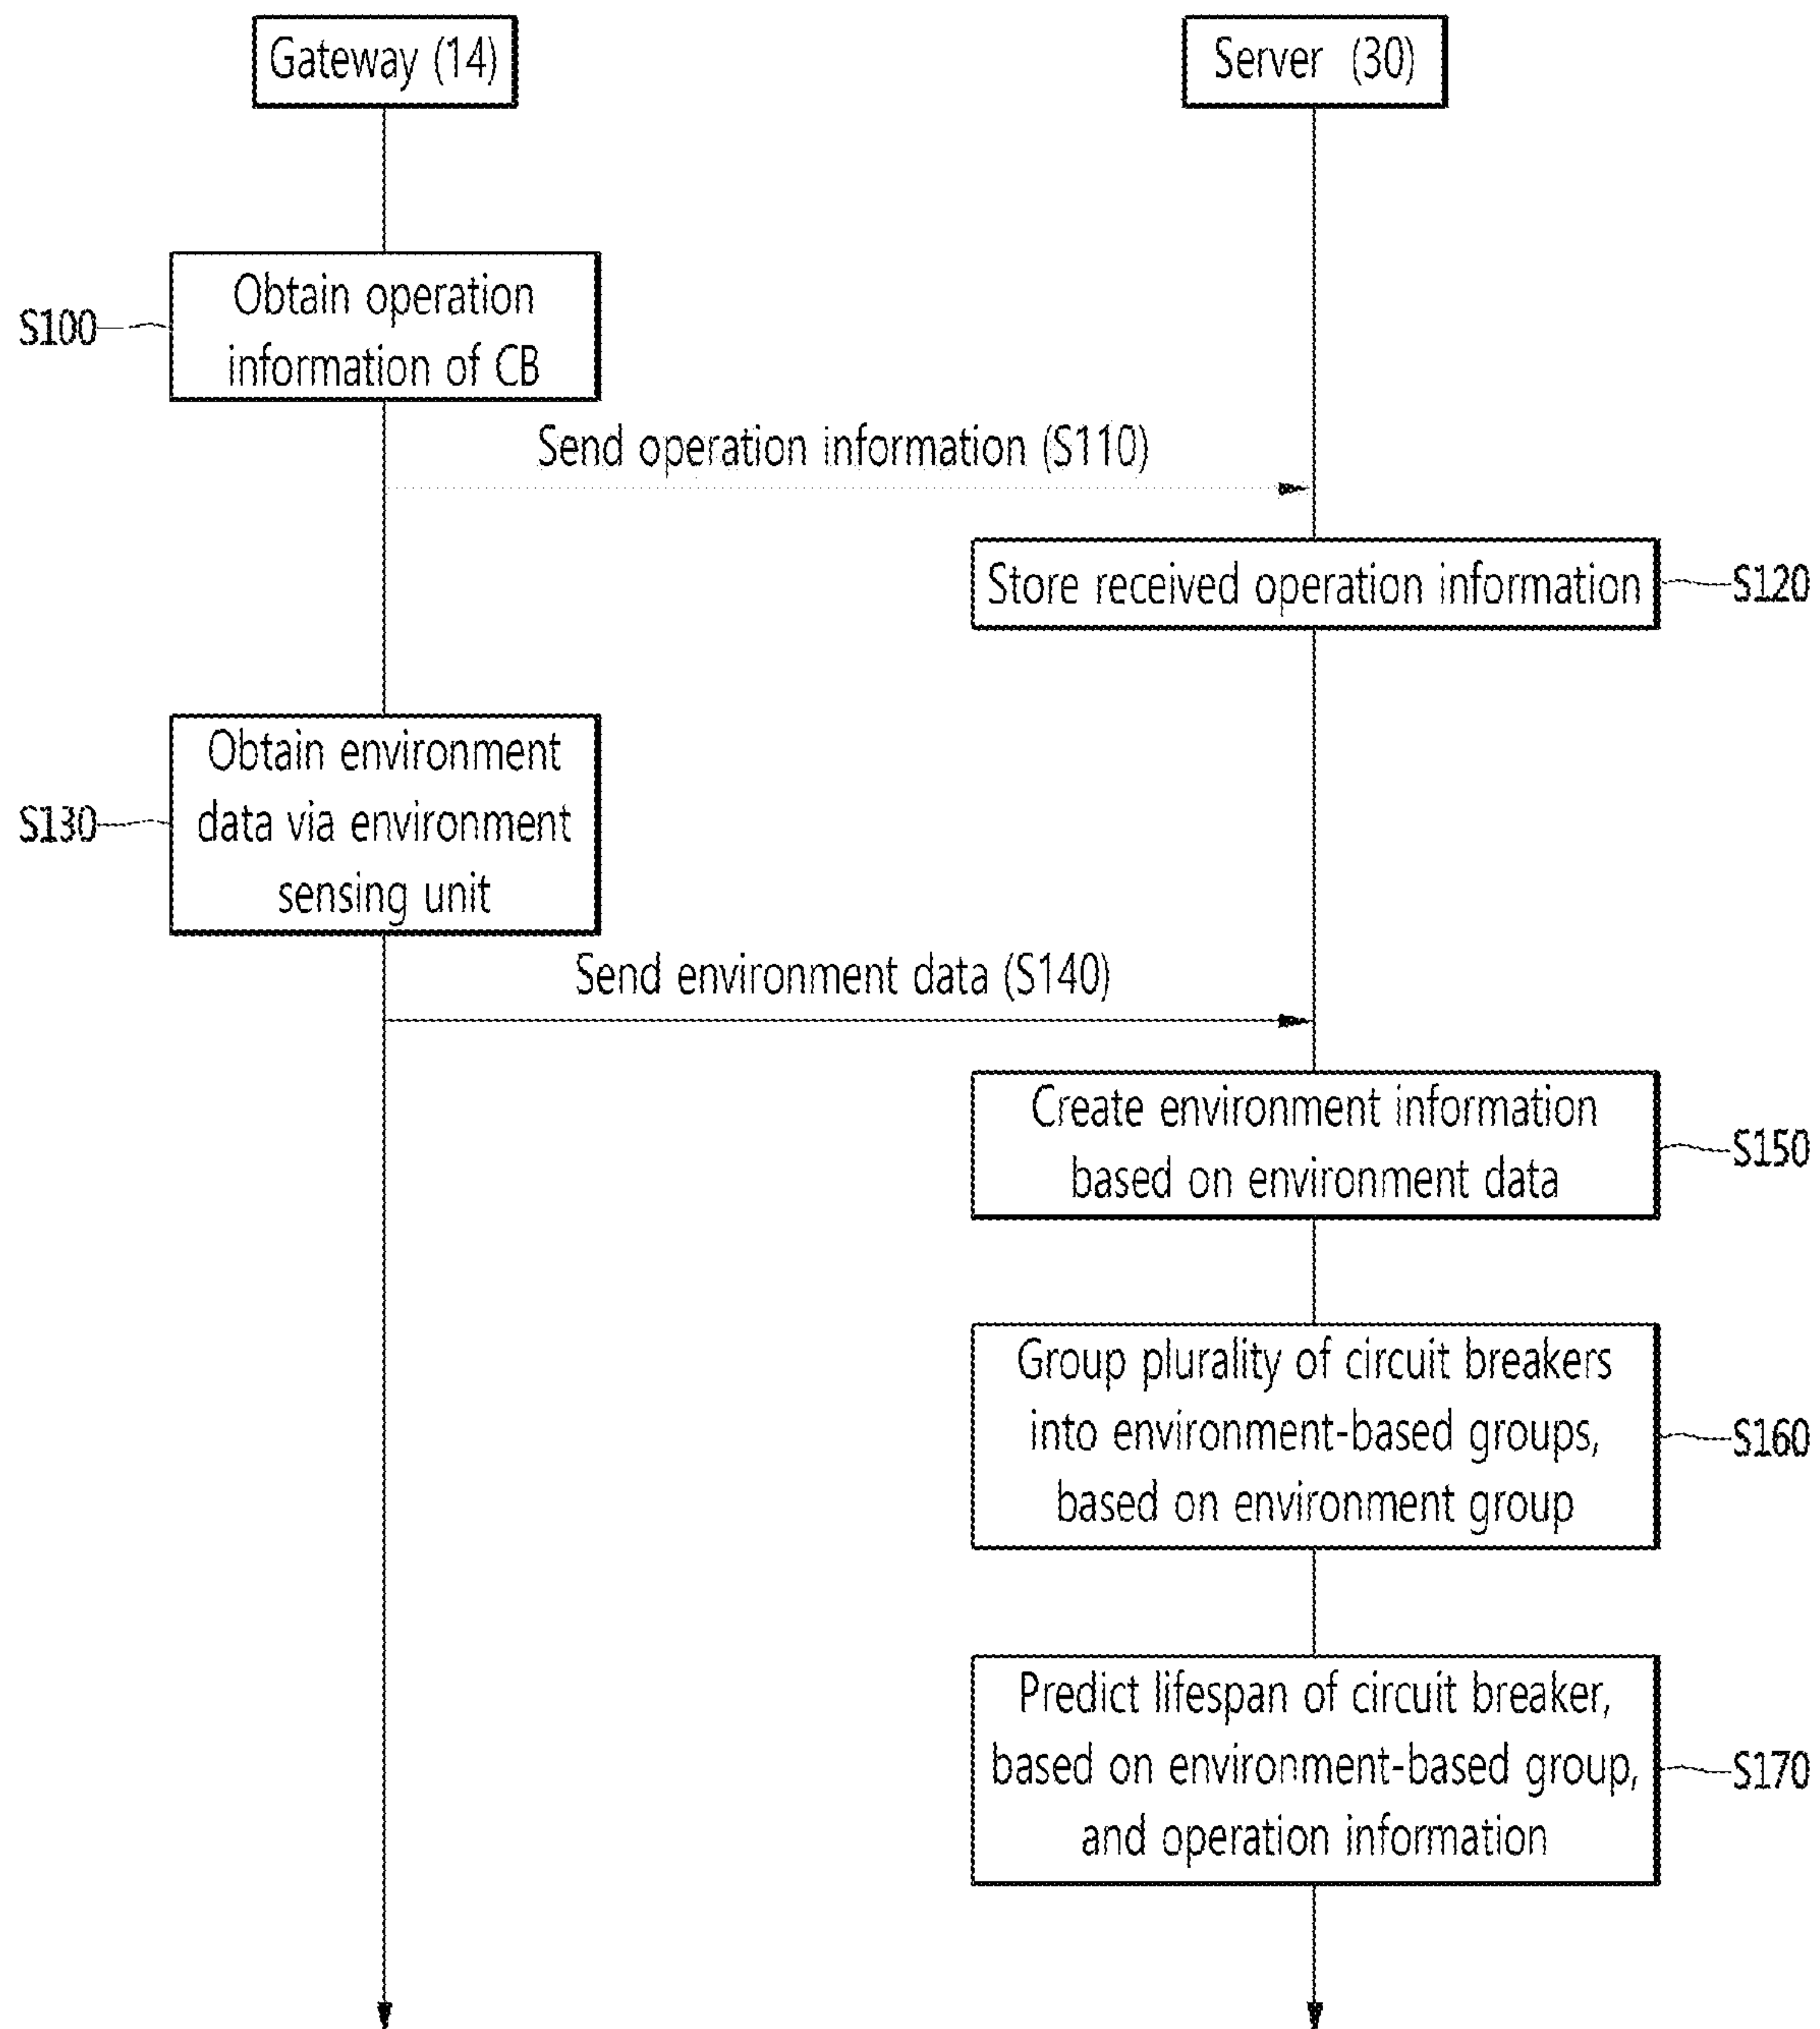 Gateway (14)
Server (30)
S100
Obtain operation
information of CB
Send operation information (S110)
Store received operation information
S120
S130
Obtain environment
data via environment
sensing unit
Send environment data (S140)
Create environment information
based on environment data
S150
Group plurality of circuit breakers
into environment-based groups,
based on environment group
S160
Predict lifespan of circuit breaker,
based on environment-based group,
and operation information
S170